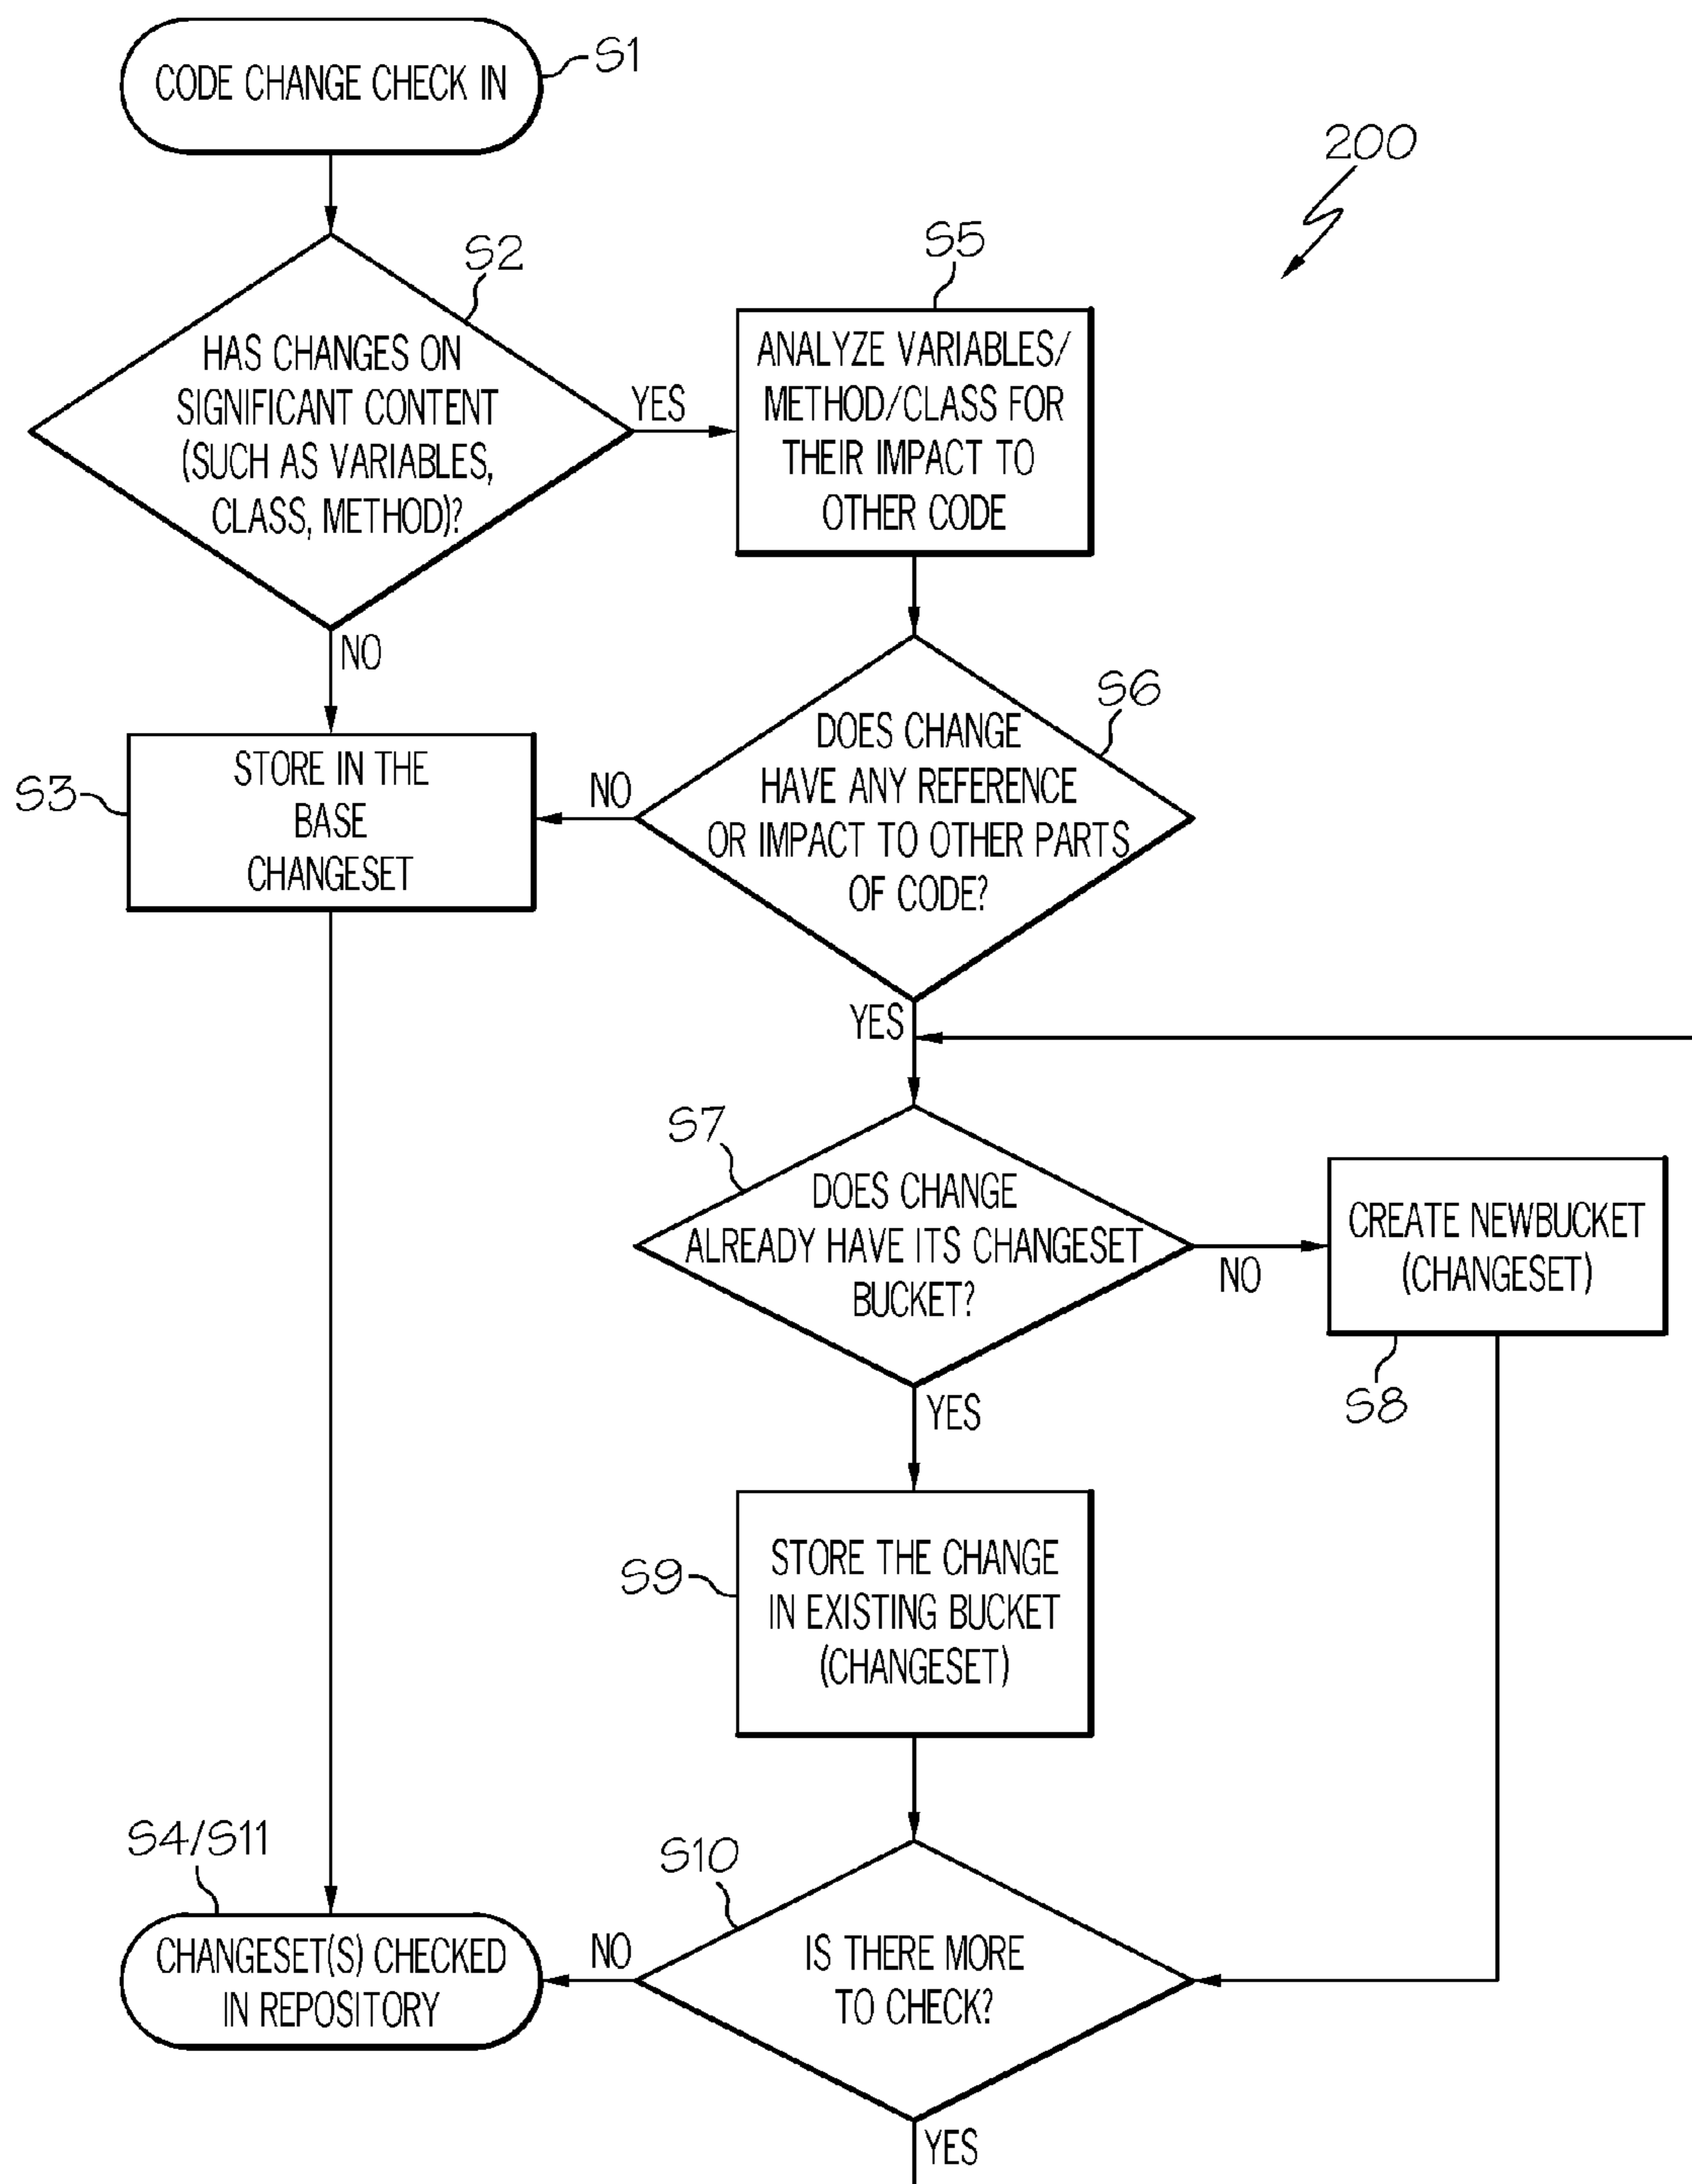 CODE CHANGE CHECK IN
S1
200
S2
HAS CHANGES ON
SIGNIFICANT CONTENT
(SUCH AS VARIABLES,
CLASS, METHOD)?
YES
NO
S5
ANALYZE VARIABLES/
METHOD/CLASS FOR
THEIR IMPACT TO
OTHER CODE
S3
STORE IN THE
BASE
CHANGESET
NO
S6
DOES CHANGE
HAVE ANY REFERENCE
OR IMPACT TO OTHER PARTS
OF CODE?
YES
S7
DOES CHANGE
ALREADY HAVE ITS CHANGESET
BUCKET?
NO
CREATE NEWBUCKET
(CHANGESET)
S8
YES
S9
STORE THE CHANGE
IN EXISTING BUCKET
(CHANGESET)
S4/S11
CHANGESET(S) CHECKED
IN REPOSITORY
NO
S10
IS THERE MORE
TO CHECK?
YES